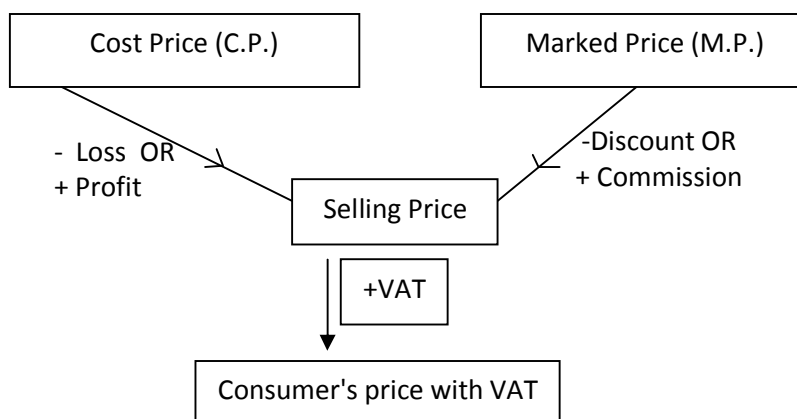 Cost Price (C.P.)
Marked Price (M.P.)
- Loss OR
+ Profit
-Discount OR
+ Commission
Selling Price
+VAT
Consumer's price with VAT